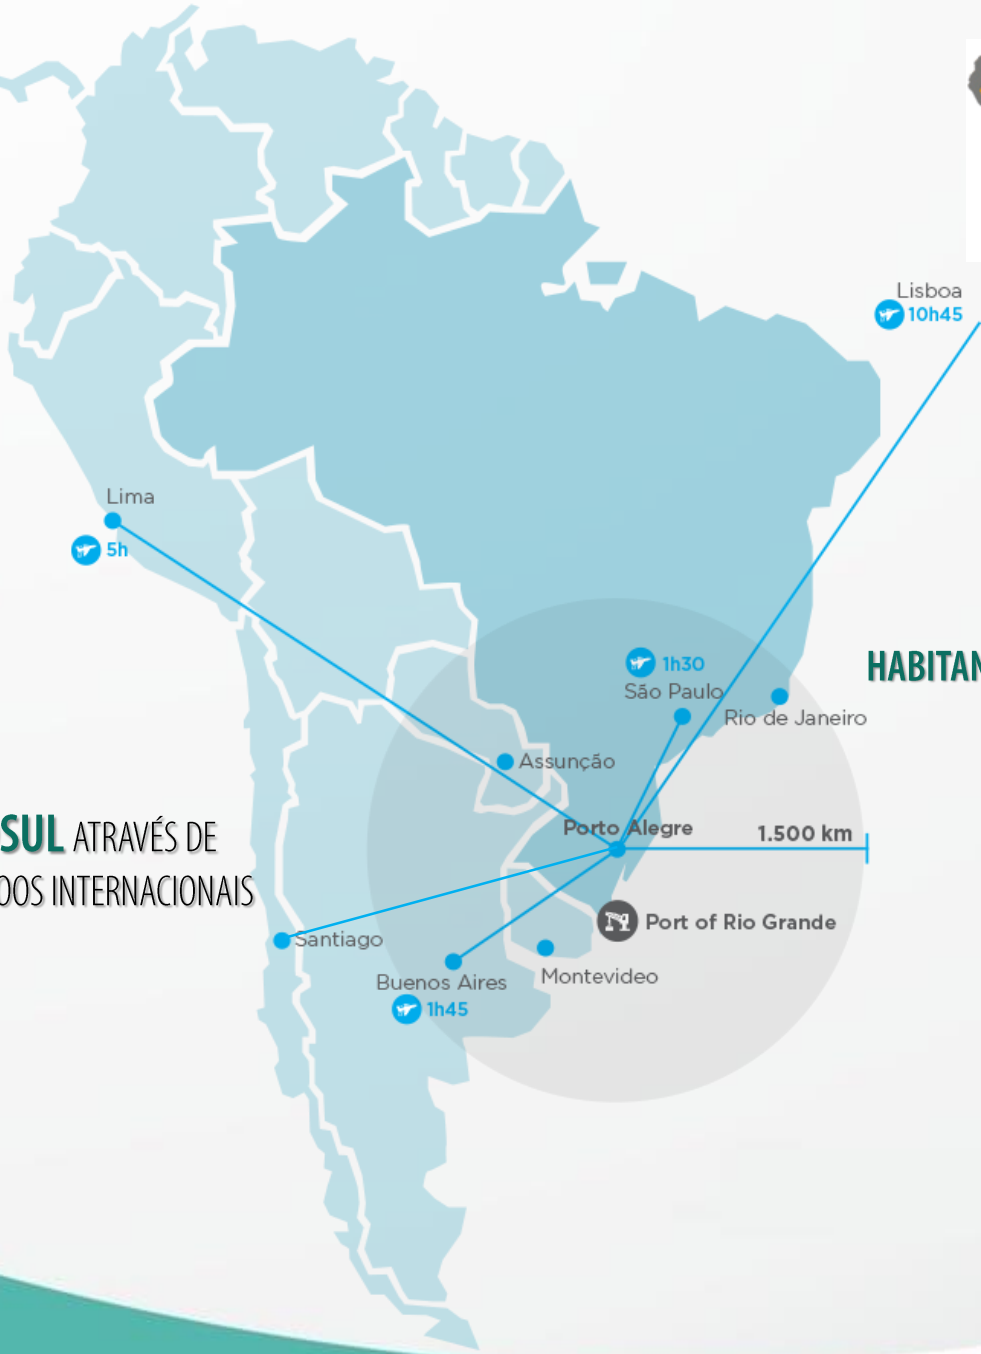 Lisboa
10h45
Lima
5h
HABITAN
1h30
São Paulo
Rio de Janeiro
Assunção
SUL ATRAVÉS DE
OOS INTERNACIONAIS
Porto Alegre
1.500 km
Port of Rio Grande
Santiago
Buenos Aires
1h45
Montevideo